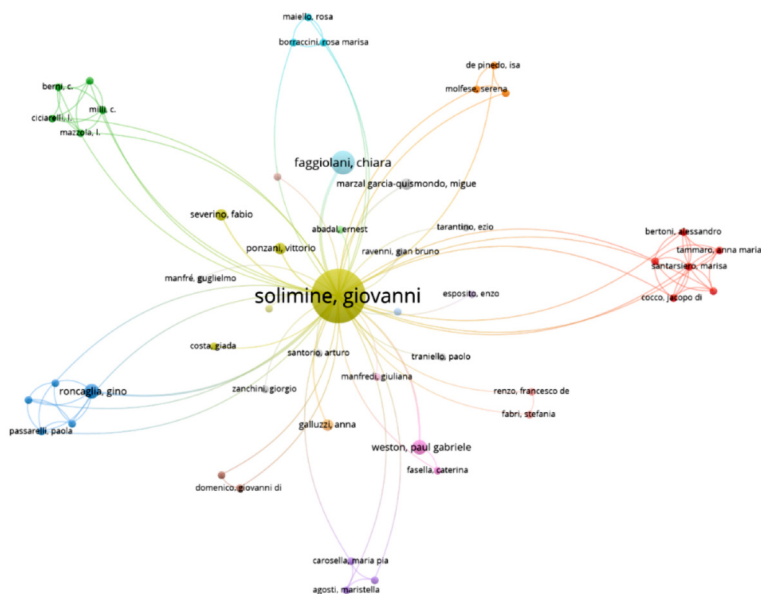 maiello, rosa
borraccini, rosa marisa
de pinedo, isa
molfese, serena
berni, c.
milli, c.
ciciarelli, l.
mazzola, l.
faggiolani, chiara
marzal garcia-quismondo, migue
severino, fabio
abadal, ernest
tarantino, ezio
bertoni, alessandro
ponzani, vittorio
ravenni, gian bruno
tammaro, anna maria
santarsiero, marisa
manfré, guglielmo
solimine, giovanni
esposito, enzo
cocco, jacopo di
costa, giada
santorio, arturo
traniello, paolo
manfredi, giuliana
roncaglia, gino
zanchini, giorgio
renzo, francesco de
fabri, stefania
galluzzi, anna
passarelli, paola
weston, paul gabriele
fasella, caterina
domenico, giovanni di
carosella, maria pia
agosti, maristella